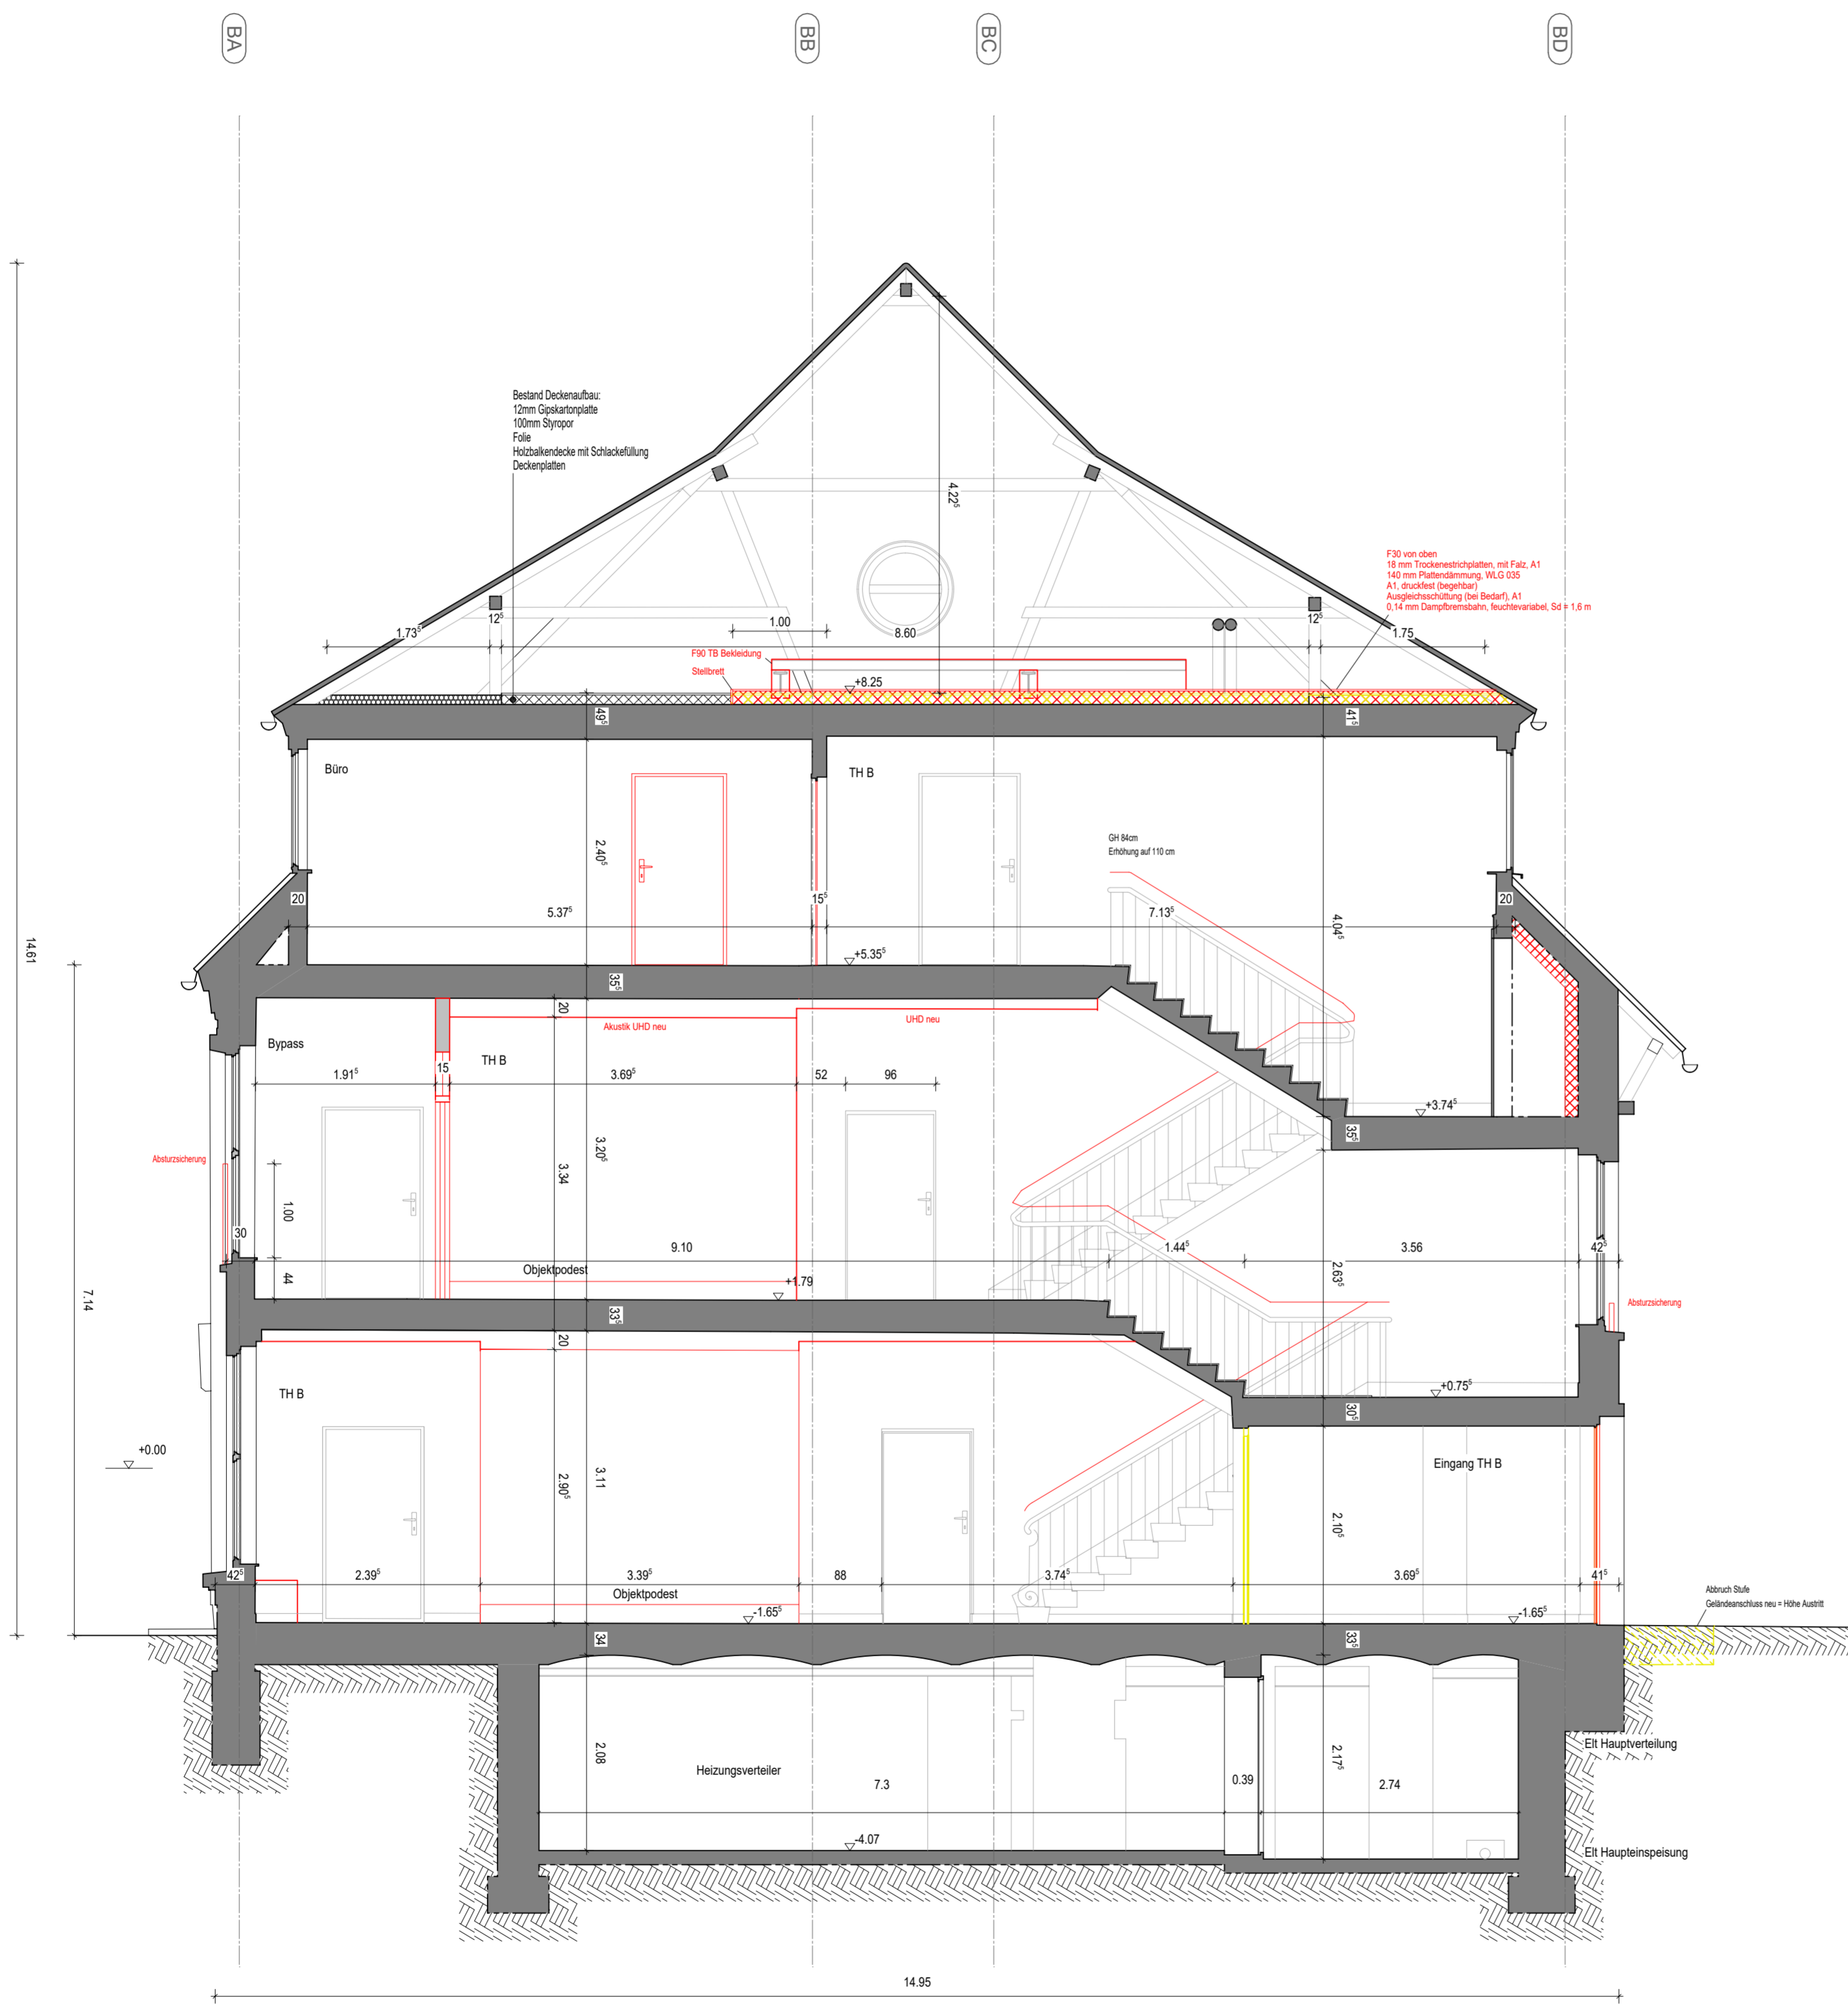 BA
BB
BC
BD
Bestand Deckenaufbau:
12mm Gipskartonplatte
100mm Styropor
Folie
Holzbalkendecke mit Schlackefüllung
Deckenplatten
4.22⁵
F30 von oben
18 mm Trockenestrichplatten, mit Falz, A1
140 mm Plattendämmung, WLG 035
A1, druckfest (begehbar)
Ausgleichsschüttung (bei Bedarf), A1
0,14 mm Dampfbremsbahn, feuchtevariabel, Sd = 1,6 m
1.73⁵
12⁵
1.00
8.60
12⁵
1.75
F90 TB Bekleidung
Stellbrett
+8.25
49⁵
41⁵
Büro
TH B
GH 84cm
Erhöhung auf 110 cm
2.40⁵
20
5.37⁵
15⁵
7.13⁵
4.04⁵
20
14.61
+5.35⁵
35⁵
20
Akustik UHD neu
UHD neu
Bypass
TH B
1.91⁵
15
3.69⁵
52
96
+3.74⁵
35⁵
Absturzsicherung
1.00
3.34
3.20⁵
30
9.10
1.44⁵
3.56
42⁵
44
Objektpodest
+1.79
2.63⁵
7.14
Absturzsicherung
33⁵
20
TH B
+0.75⁵
30⁵
+0.00
Eingang TH B
2.90⁵
3.11
2.10⁵
42⁵
2.39⁵
3.39⁵
88
3.74⁵
3.69⁵
41⁵
Objektpodest
-1.65⁵
-1.65⁵
Abbruch Stufe
Geländeanschluss neu = Höhe Austritt
34
33⁵
Elt Hauptverteilung
2.08
Heizungsverteiler
7.3
0.39
2.17⁵
2.74
-4.07
Elt Haupteinspeisung
14.95